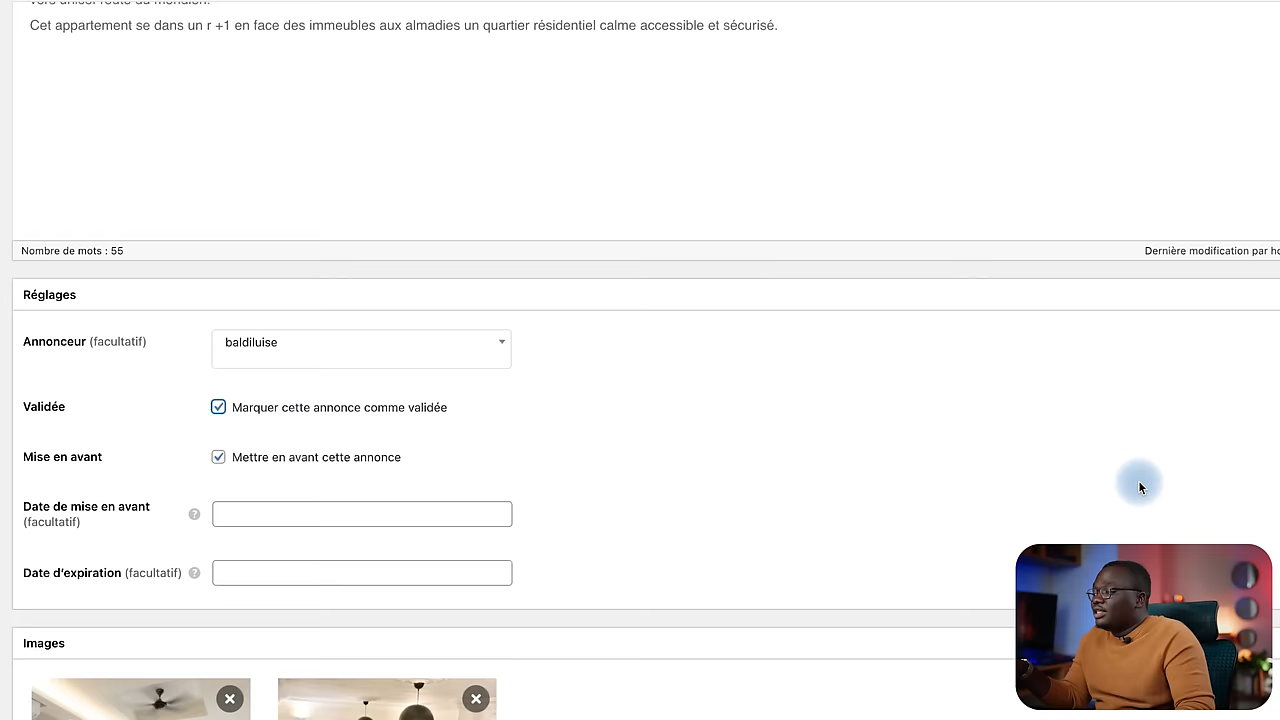 Cet appartement se dans un r +1 en face des immeubles aux almadies un quartier résidentiel calme accessible et sécurisé.
Nombre de mots : 55
Dernière modification par
Réglages
Annonceur (facultatif)
baldiluise
Validée
Marquer cette annonce comme validée
Mise en avant
Mettre en avant cette annonce
Date de mise en avant
(facultatif)
?
Date d'expiration (facultatif) ?
Images